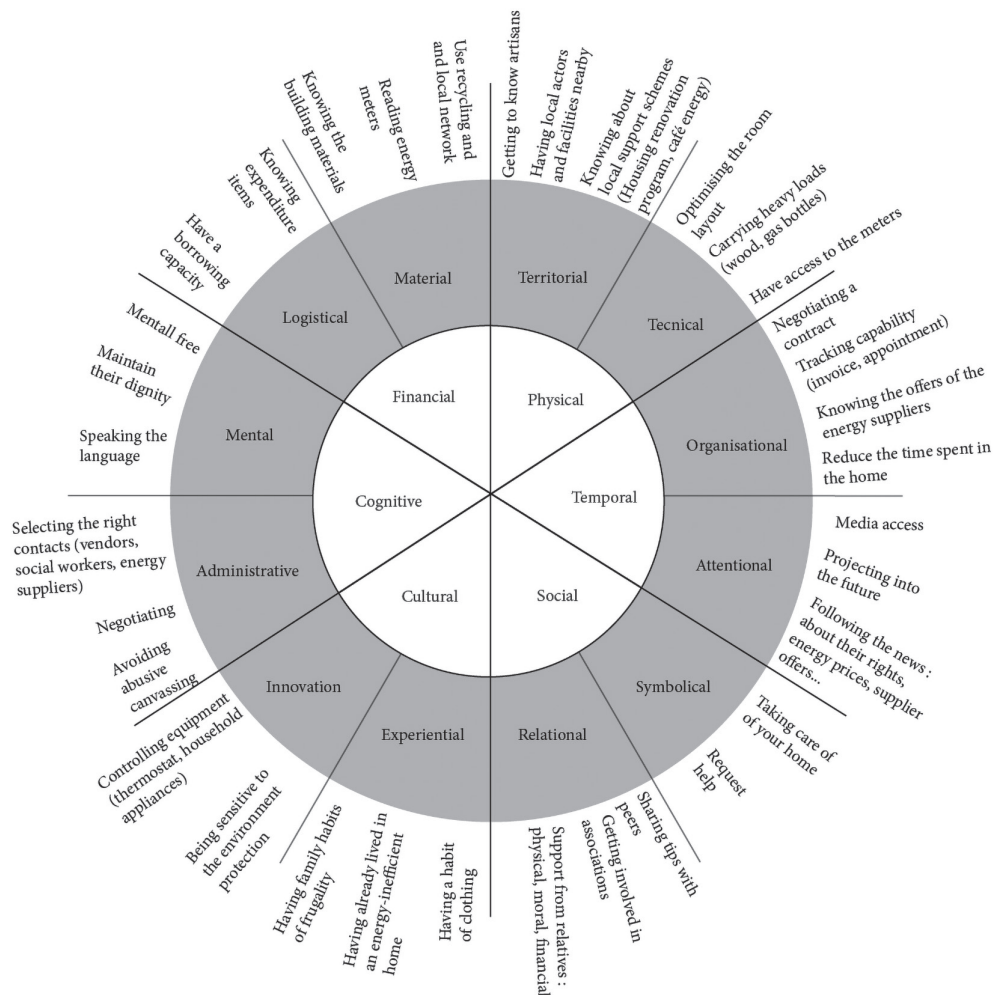 Getting to know artisans
Having local actors
and facilities nearby
Knowing about
local support schemes
(Housing renovation
program, café energy)
Optimising the room
layout
Carrying heavy loads
(wood, gas bottles)
Have access to the meters
Negotiating a
contract
Tracking capability
(invoice, appointment)
Knowing the offers of the
energy suppliers
Reduce the time spent in
the home
Media access
Projecting into
the future
Following the news :
about their rights,
energy prices, supplier
offers...
Taking care of
of your home
Request
help
Sharing tips with
peers
Getting involved in
associations
Support from relatives :
physical, moral, financial
Having a habit
of clothing
Having already lived in
an energy-inefficient
home
Having family habits
of frugality
Being sensitive to
the environment
protection
Controlling equipment
(thermostat, household
appliances)
Avoiding
abusive
canvassing
Negotiating
Selecting the right
contacts (vendors,
social workers, energy
suppliers)
Speaking the
language
Maintain
their dignity
Mentall free
Have a
borrowing
capacity
Knowing
expenditure
items
Knowing the
building materials
Reading energy
meters
Use recycling and
and local network
Territorial
Tecnical
Organisational
Attentional
Symbolical
Relational
Experiential
Innovation
Administrative
Mental
Logistical
Material
Physical
Temporal
Social
Cultural
Cognitive
Financial